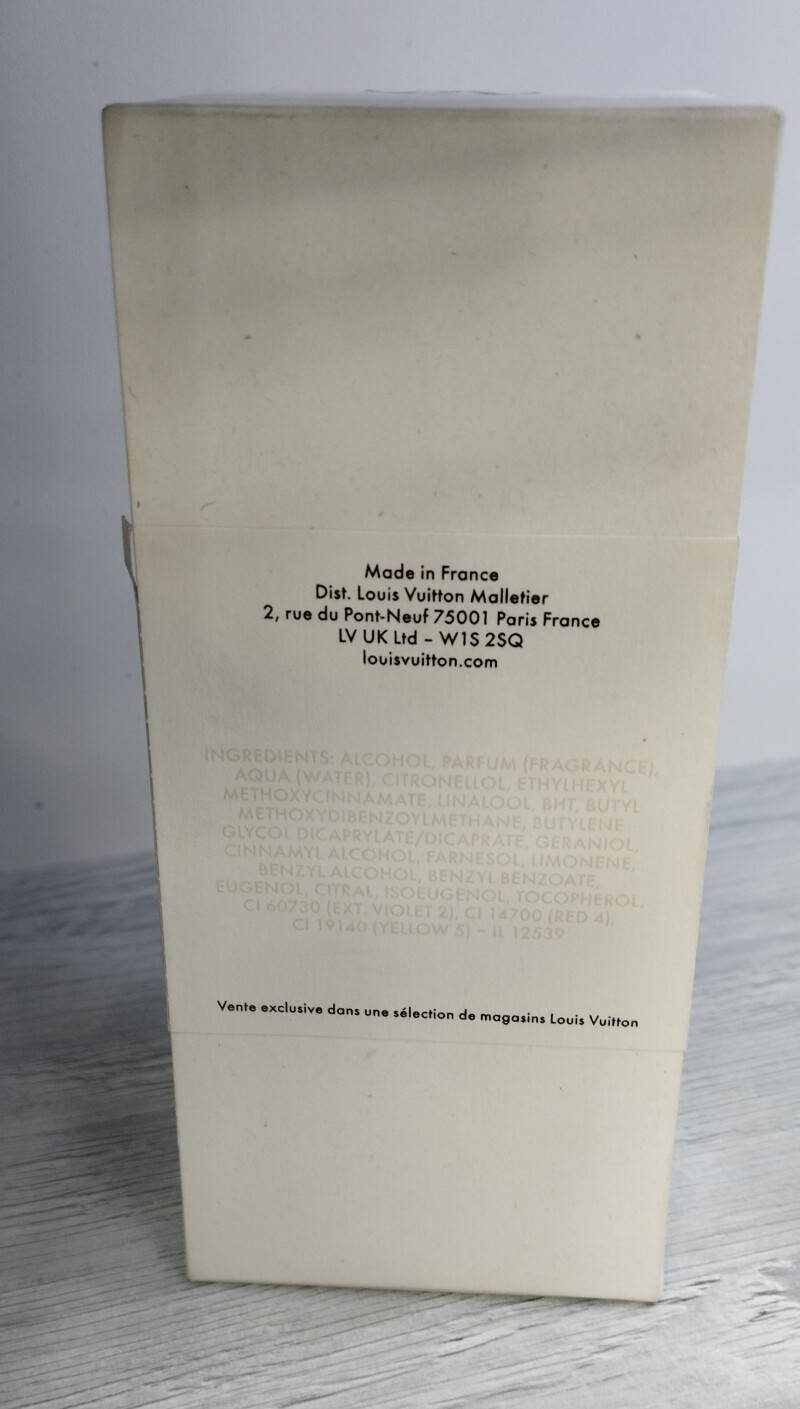 Made in France
Dist. Louis Vuitton Malletier
2, rue du Pont-Neuf 75001 Paris France
LV UK Ltd – W1S 2SQ
louisvuitton.com
INGREDIENTS: ALCOHOL, PARFUM (FRAGRANCE),
AQUA (WATER), CITRONELLOL, ETHYLHEXYL
METHOXYCINNAMATE, LINALOOL, BHT, BUTYL
METHOXYDIBENZOYLMETHANE, BUTYLENE
GLYCOL DICAPRYLATE/DICAPRATE, GERANIOL,
CINNAMYL ALCOHOL, FARNESOL, LIMONENE,
BENZYL ALCOHOL, BENZYL BENZOATE,
EUGENOL, CITRAL, ISOEUGENOL, TOCOPHEROL.
CI 60730 (EXT. VIOLET 2), CI 14700 (RED 4),
CI 19140 (YELLOW 5) – IL 12539
Vente exclusive dans une sélection de magasins Louis Vuitton